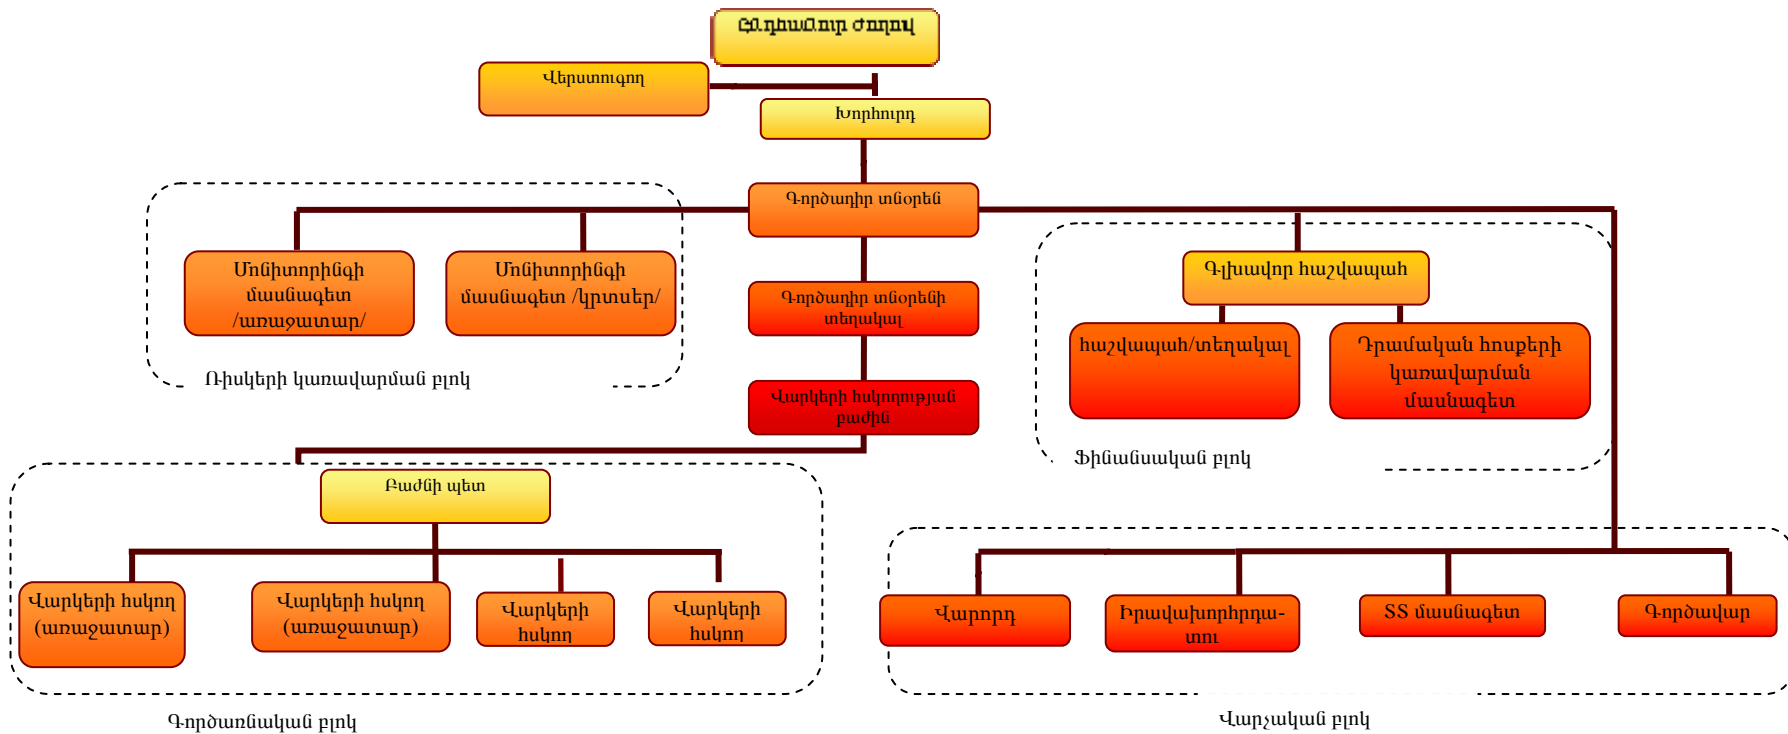 Ընդհանուր ժողով
Վերստուգող
Խորհուրդ
Գործադիր տնօրեն
Մոնիտորինգի
մասնագետ
/առաջատար/
Մոնիտորինգի
մասնագետ /կրտսեր/
Գլխավոր հաշվապահ
Գործադիր տնօրենի
տեղակալ
հաշվապահ/տեղակալ
Դրամական հոսքերի
կառավարման
մասնագետ
Ռիսկերի կառավարման բլոկ
Վարկերի հսկողության
բաժին
Ֆինանսական բլոկ
Բաժնի պետ
Վարկերի հսկող
(առաջատար)
Վարկերի հսկող
(առաջատար)
Վարկերի
հսկող
Վարկերի
հսկող
Վարորդ
Իրավախորհրդա-
տու
ՏՏ մասնագետ
Գործավար
Գործառնական բլոկ
Վարչական բլոկ